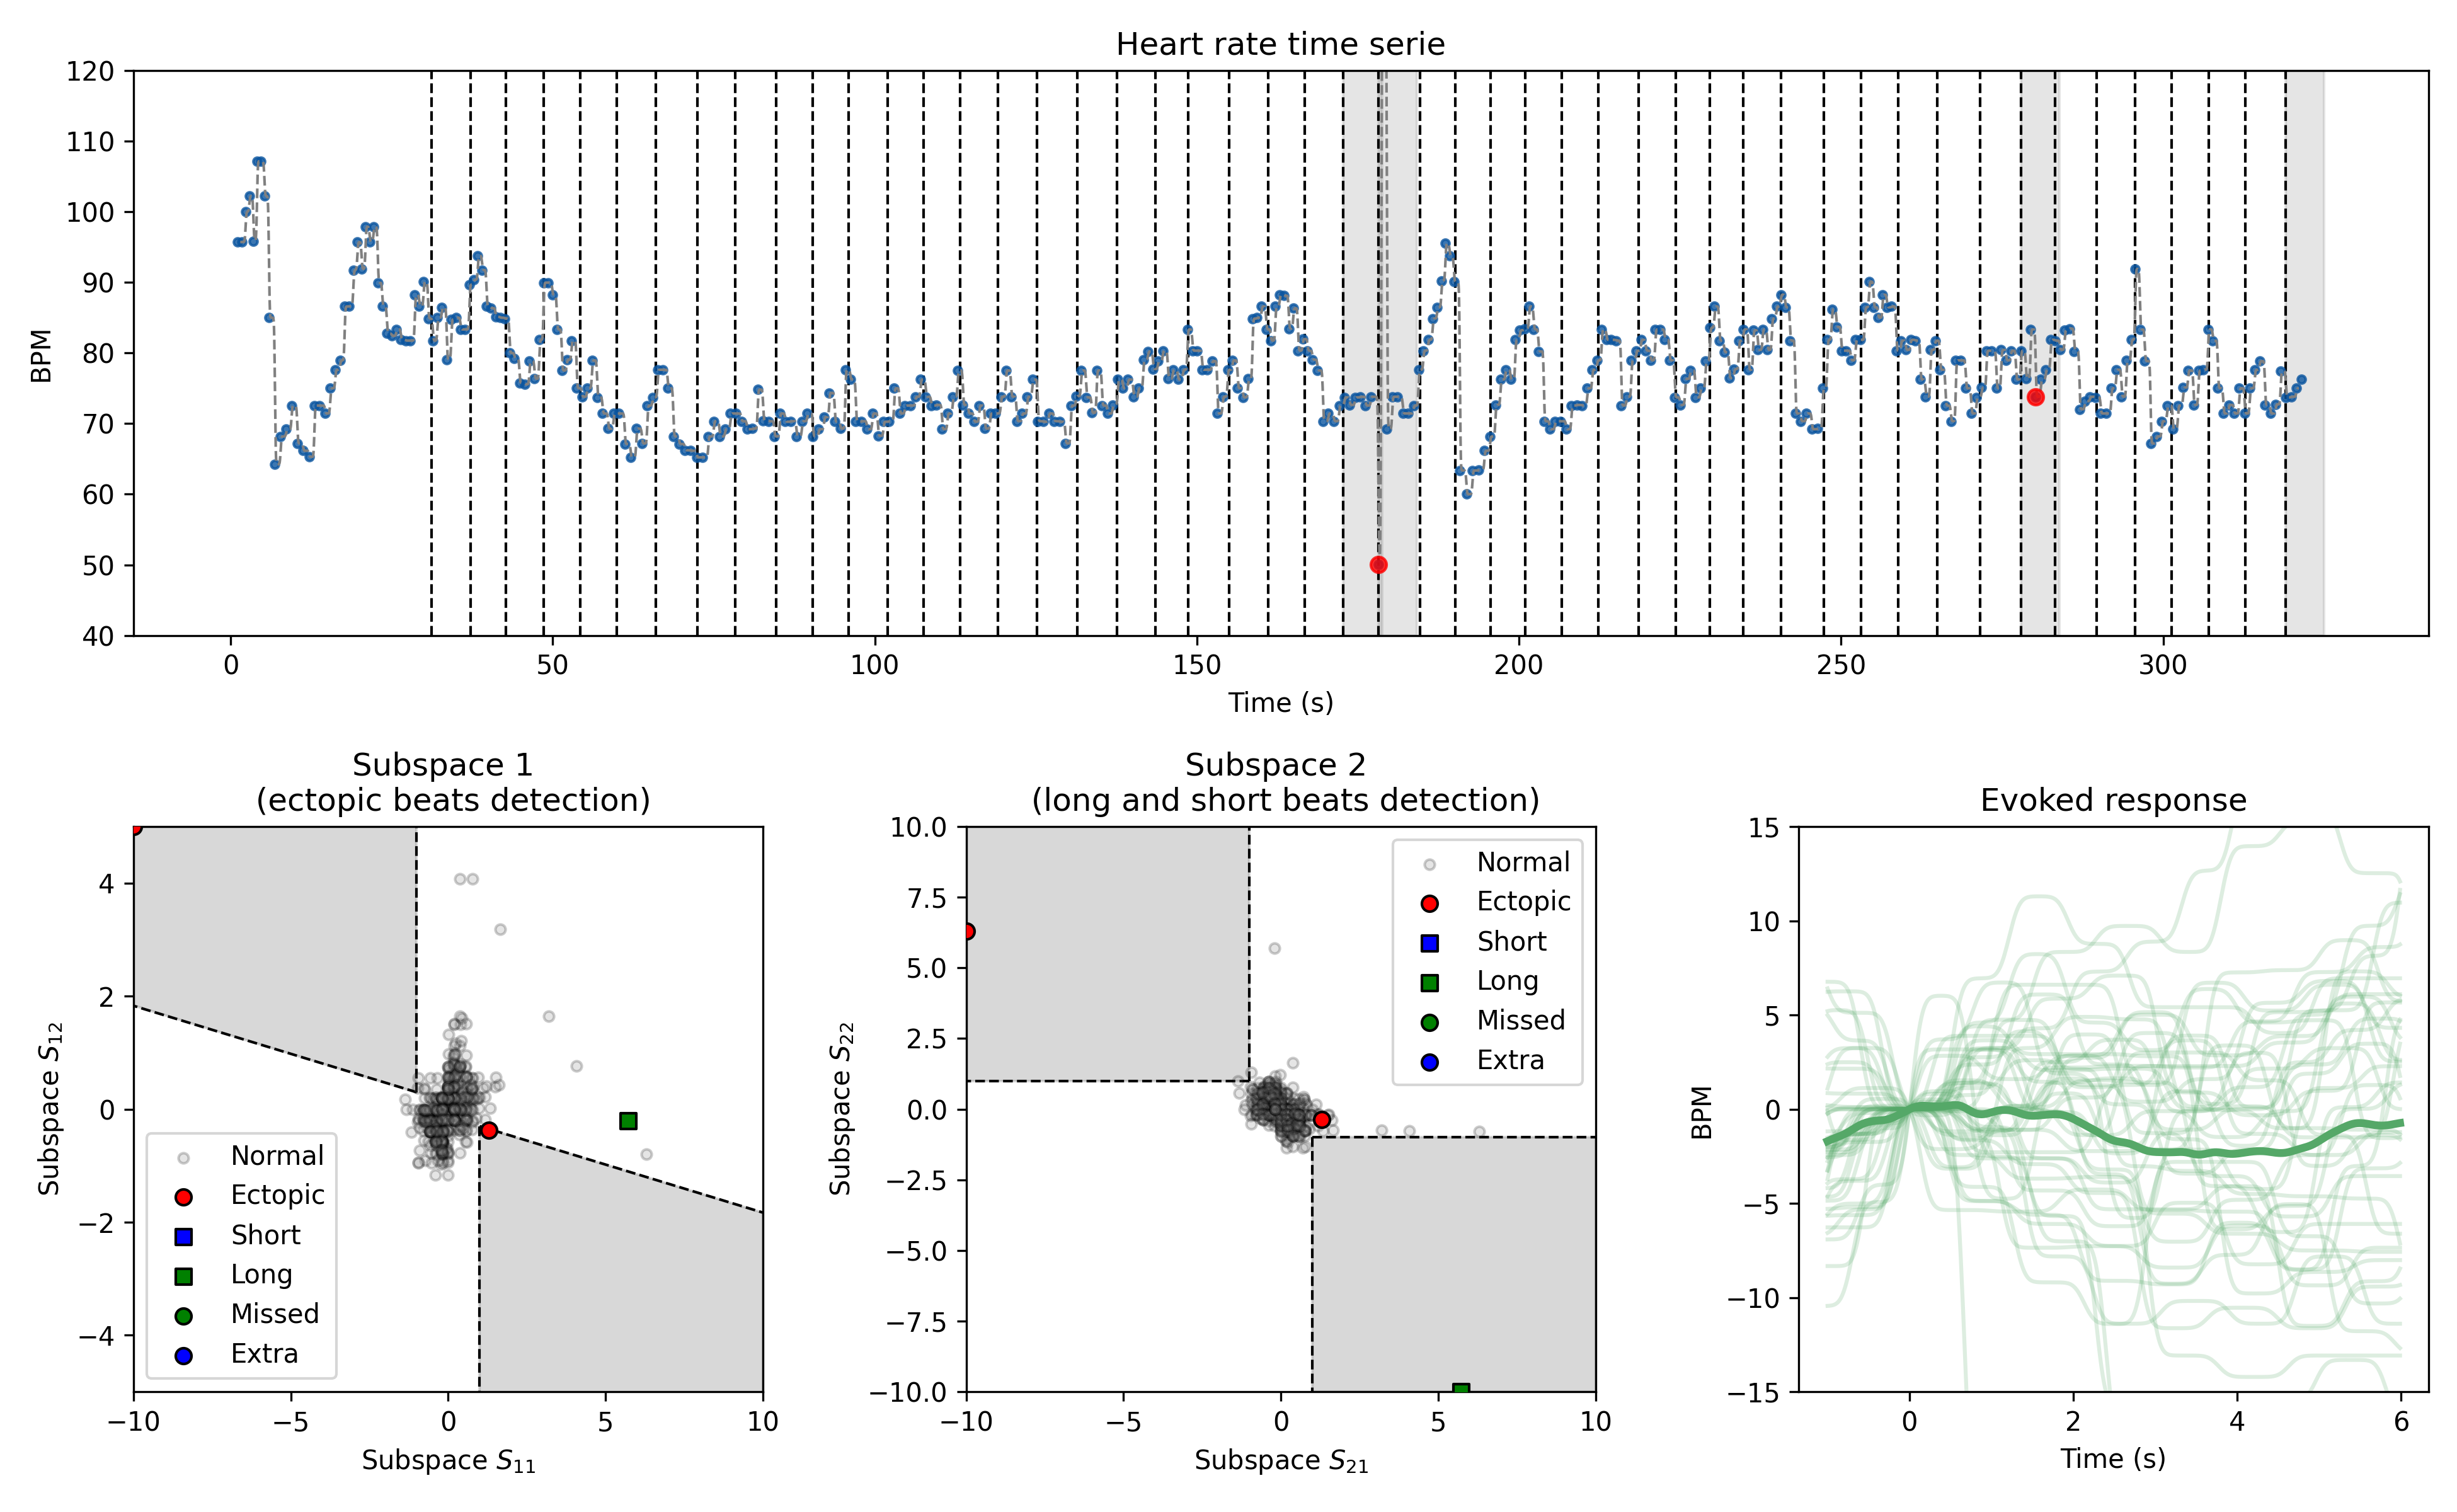 Heart rate time serie
120
110
100
90
80
70
60
50
40
BPM
0 50 100 150 200 250 300
Time (s)
Subspace 1
(ectopic beats detection)
4
2
0
−2
−4
Subspace S12
Normal
Ectopic
Short
Long
Missed
Extra
−10 −5 0 5 10
Subspace S11
Subspace 2
(long and short beats detection)
10.0
7.5
5.0
2.5
0.0
−2.5
−5.0
−7.5
−10.0
Subspace S22
Normal
Ectopic
Short
Long
Missed
Extra
−10 −5 0 5 10
Subspace S21
Evoked response
15
10
5
0
−5
−10
−15
BPM
0 2 4 6
Time (s)